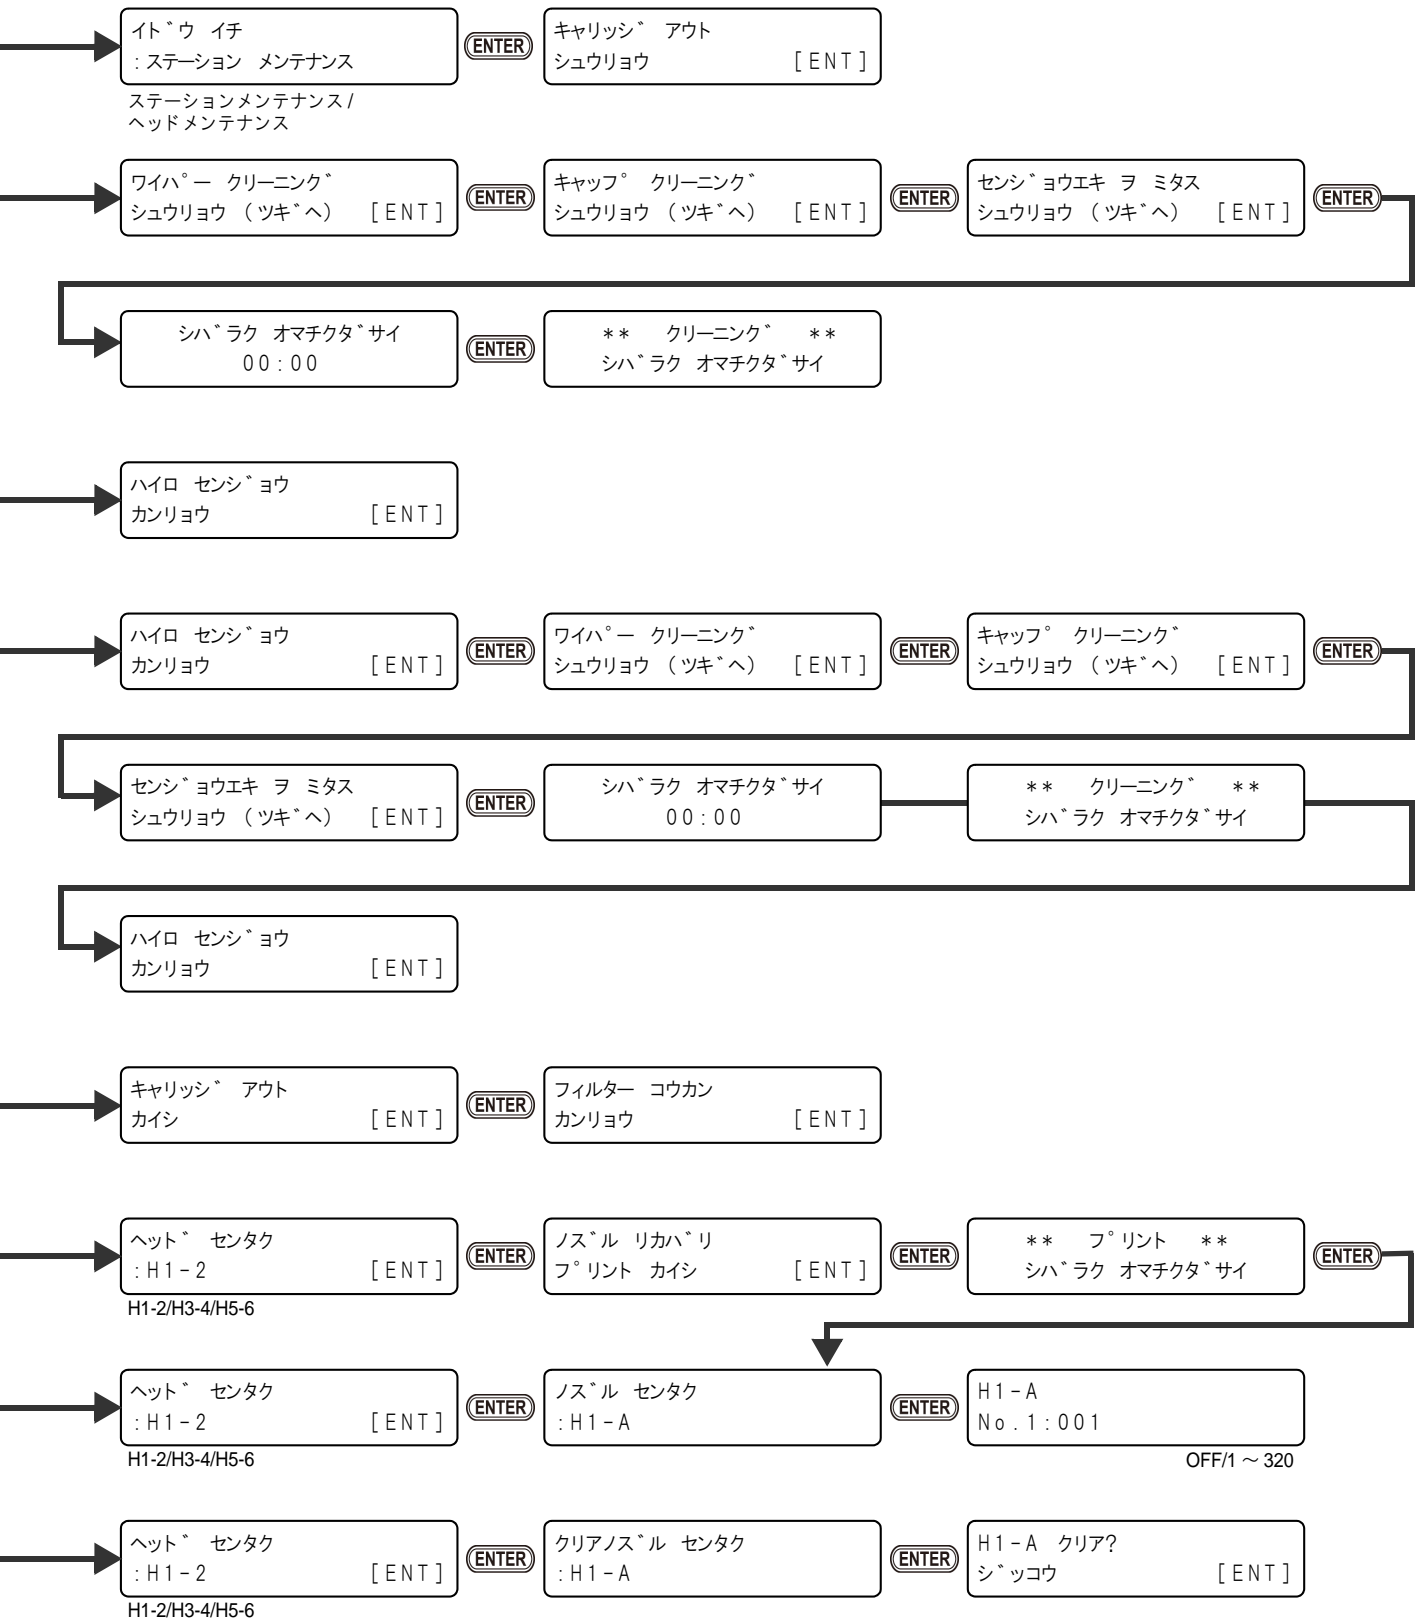 イト゛ウ イチ
:ステーション メンテナンス
ENTER
キャリッシ゛ アウト
シュウリョウ [ENT]
ステーションメンテナンス/
ヘッドメンテナンス
ワイハ゜ー クリーニンク゛
シュウリョウ (ツキ゛ヘ) [ENT]
ENTER
キャッフ゜ クリーニンク゛
シュウリョウ (ツキ゛ヘ) [ENT]
ENTER
センシ゛ョウエキ ヲ ミタス
シュウリョウ (ツキ゛ヘ) [ENT]
ENTER
シハ゛ラク オマチクタ゛サイ
00:00
ENTER
** クリーニンク゛ **
シハ゛ラク オマチクタ゛サイ
ハイロ センシ゛ョウ
カンリョウ [ENT]
ハイロ センシ゛ョウ
カンリョウ [ENT]
ENTER
ワイハ゜ー クリーニンク゛
シュウリョウ (ツキ゛ヘ) [ENT]
ENTER
キャッフ゜ クリーニンク゛
シュウリョウ (ツキ゛ヘ) [ENT]
ENTER
センシ゛ョウエキ ヲ ミタス
シュウリョウ (ツキ゛ヘ) [ENT]
ENTER
シハ゛ラク オマチクタ゛サイ
00:00
** クリーニンク゛ **
シハ゛ラク オマチクタ゛サイ
ハイロ センシ゛ョウ
カンリョウ [ENT]
キャリッシ゛ アウト
カイシ [ENT]
ENTER
フィルター コウカン
カンリョウ [ENT]
ヘット゛ センタク
:H1-2 [ENT]
ENTER
ノス゛ル リカハ゛リ
フ゜リント カイシ [ENT]
ENTER
** フ゜リント **
シハ゛ラク オマチクタ゛サイ
ENTER
H1-2/H3-4/H5-6
ヘット゛ センタク
:H1-2 [ENT]
ENTER
ノス゛ル センタク
:H1-A
ENTER
H1-A
No.1:001
H1-2/H3-4/H5-6
OFF/1～320
ヘット゛ センタク
:H1-2 [ENT]
ENTER
クリアノス゛ル センタク
:H1-A
ENTER
H1-A クリア?
シ゛ッコウ [ENT]
H1-2/H3-4/H5-6